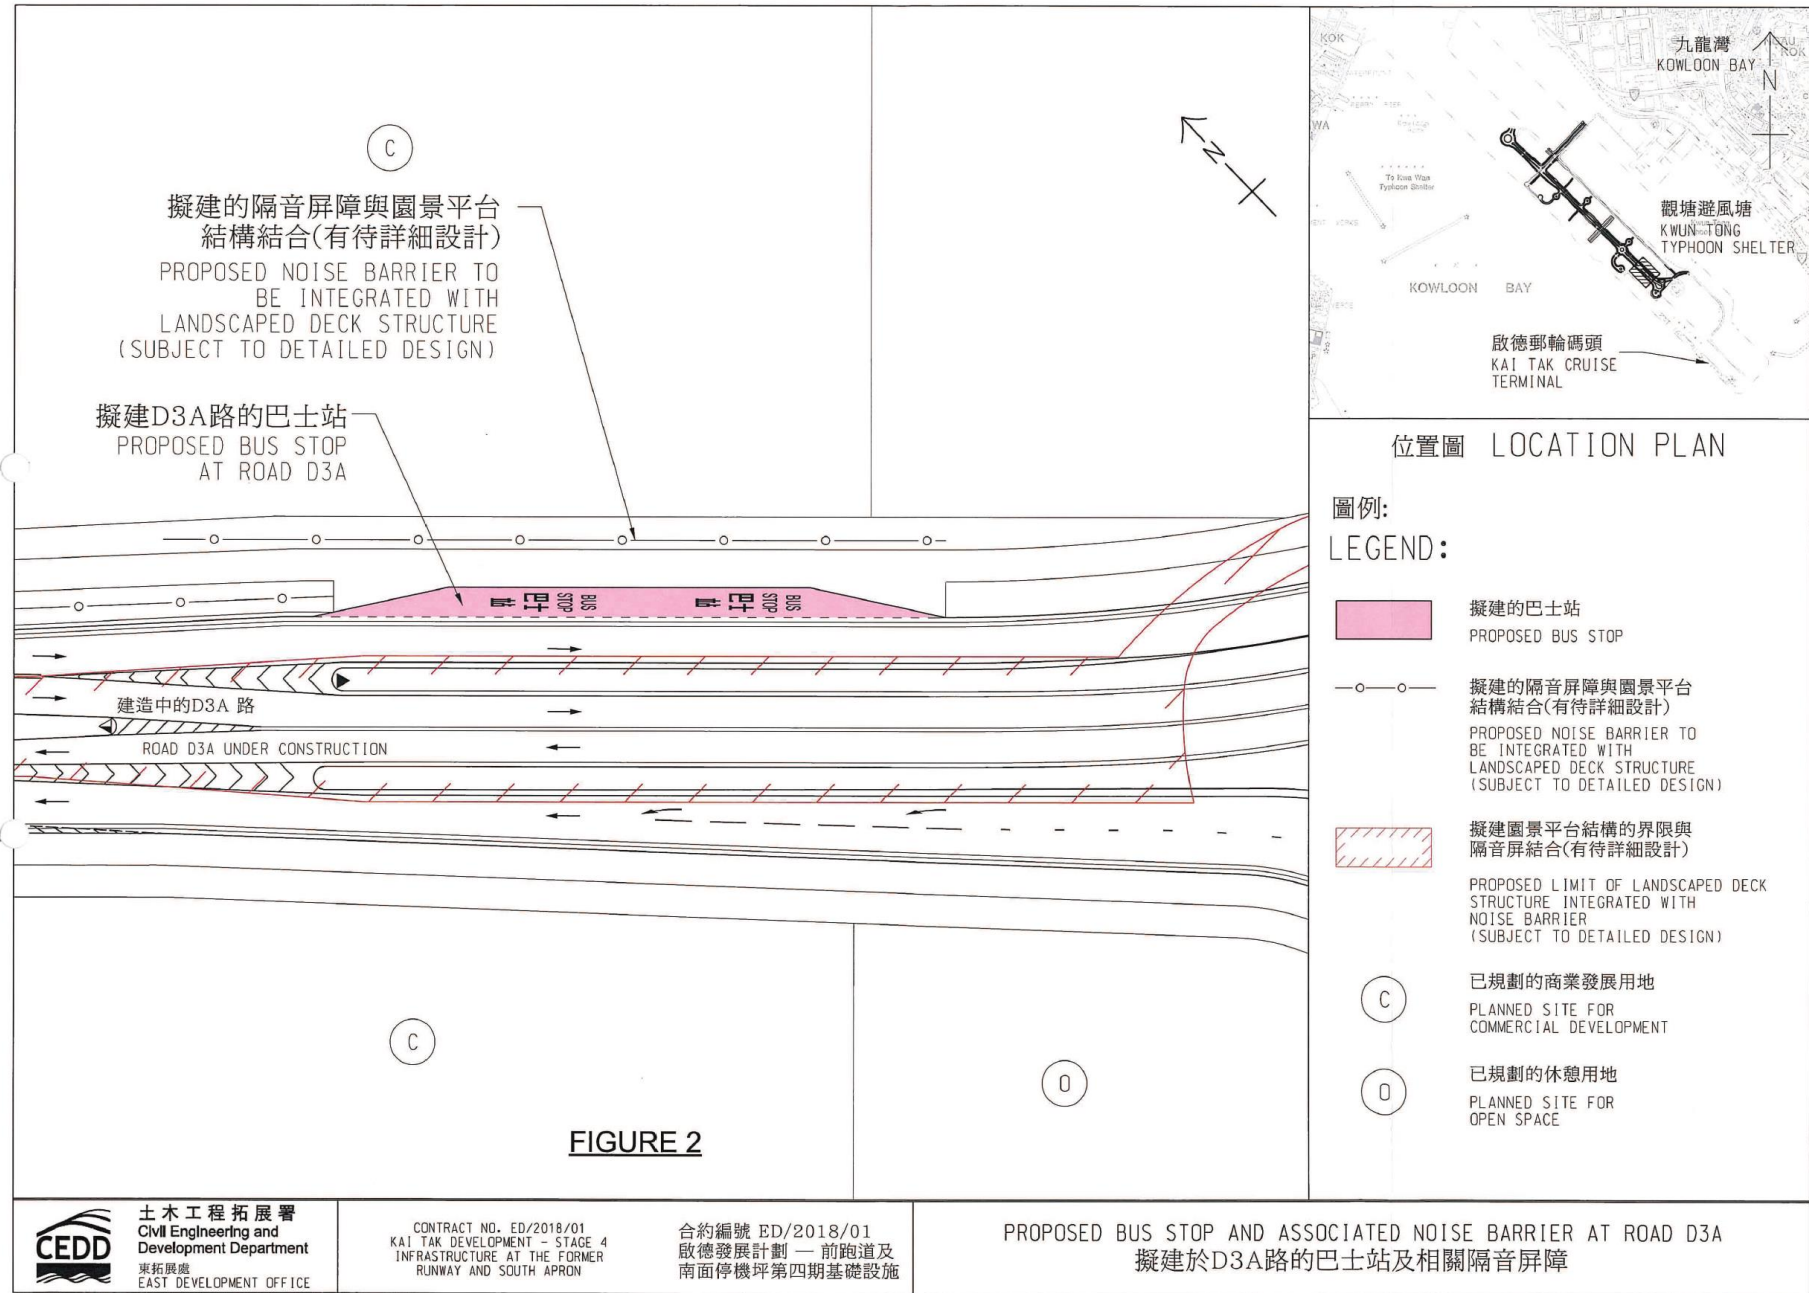 C
擬建的隔音屏障與園景平台
結構結合(有待詳細設計)
PROPOSED NOISE BARRIER TO
BE INTEGRATED WITH
LANDSCAPED DECK STRUCTURE
(SUBJECT TO DETAILED DESIGN)
擬建D3A路的巴士站
PROPOSED BUS STOP
AT ROAD D3A
N
巴士站
BUS STOP
巴士站
BUS STOP
建造中的D3A 路
ROAD D3A UNDER CONSTRUCTION
C
O
FIGURE 2
KOK
九龍灣
KOWLOON BAY
N
To Kwa Wan
Typhoon Shelter
觀塘避風塘
KWUN TONG
TYPHOON SHELTER
KOWLOON BAY
啟德郵輪碼頭
KAI TAK CRUISE
TERMINAL
位置圖 LOCATION PLAN
圖例:
LEGEND:
擬建的巴士站
PROPOSED BUS STOP
擬建的隔音屏障與園景平台
結構結合(有待詳細設計)
PROPOSED NOISE BARRIER TO
BE INTEGRATED WITH
LANDSCAPED DECK STRUCTURE
(SUBJECT TO DETAILED DESIGN)
擬建園景平台結構的界限與
隔音屏結合(有待詳細設計)
PROPOSED LIMIT OF LANDSCAPED DECK
STRUCTURE INTEGRATED WITH
NOISE BARRIER
(SUBJECT TO DETAILED DESIGN)
C
已規劃的商業發展用地
PLANNED SITE FOR
COMMERCIAL DEVELOPMENT
O
已規劃的休憩用地
PLANNED SITE FOR
OPEN SPACE
CEDD
土木工程拓展署
Civil Engineering and
Development Department
東拓展處
EAST DEVELOPMENT OFFICE
CONTRACT NO. ED/2018/01
KAI TAK DEVELOPMENT - STAGE 4
INFRASTRUCTURE AT THE FORMER
RUNWAY AND SOUTH APRON
合約編號 ED/2018/01
啟德發展計劃 — 前跑道及
南面停機坪第四期基礎設施
PROPOSED BUS STOP AND ASSOCIATED NOISE BARRIER AT ROAD D3A
擬建於D3A路的巴士站及相關隔音屏障